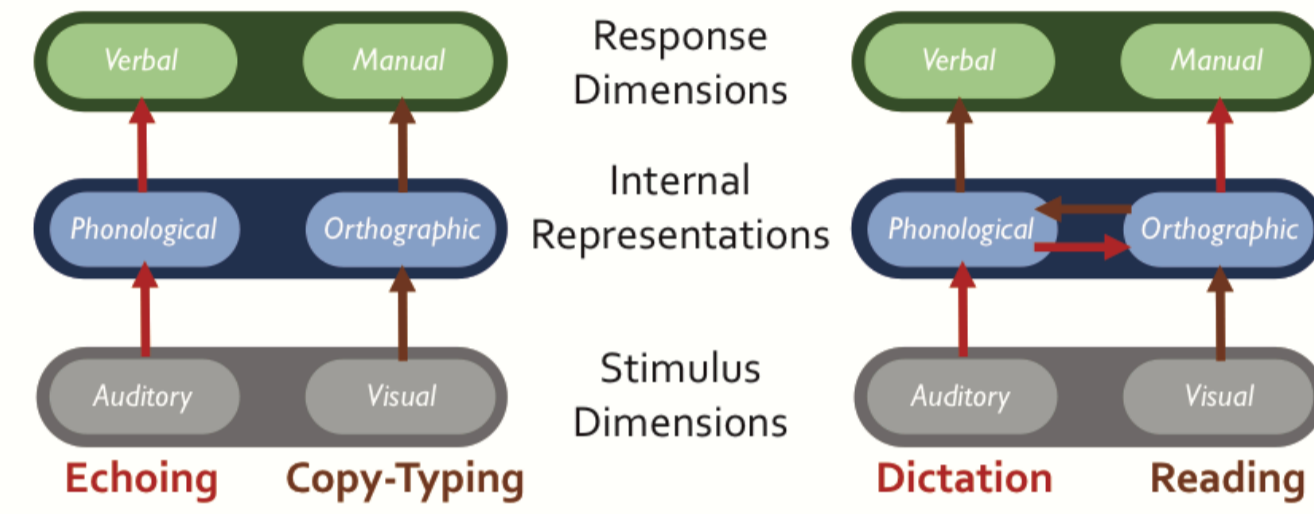 Verbal
Manual
Response
Dimensions
Verbal
Manual
Phonological
Orthographic
Internal
Representations
Phonological
Orthographic
Auditory
Visual
Stimulus
Dimensions
Auditory
Visual
Echoing
Copy-Typing
Dictation
Reading